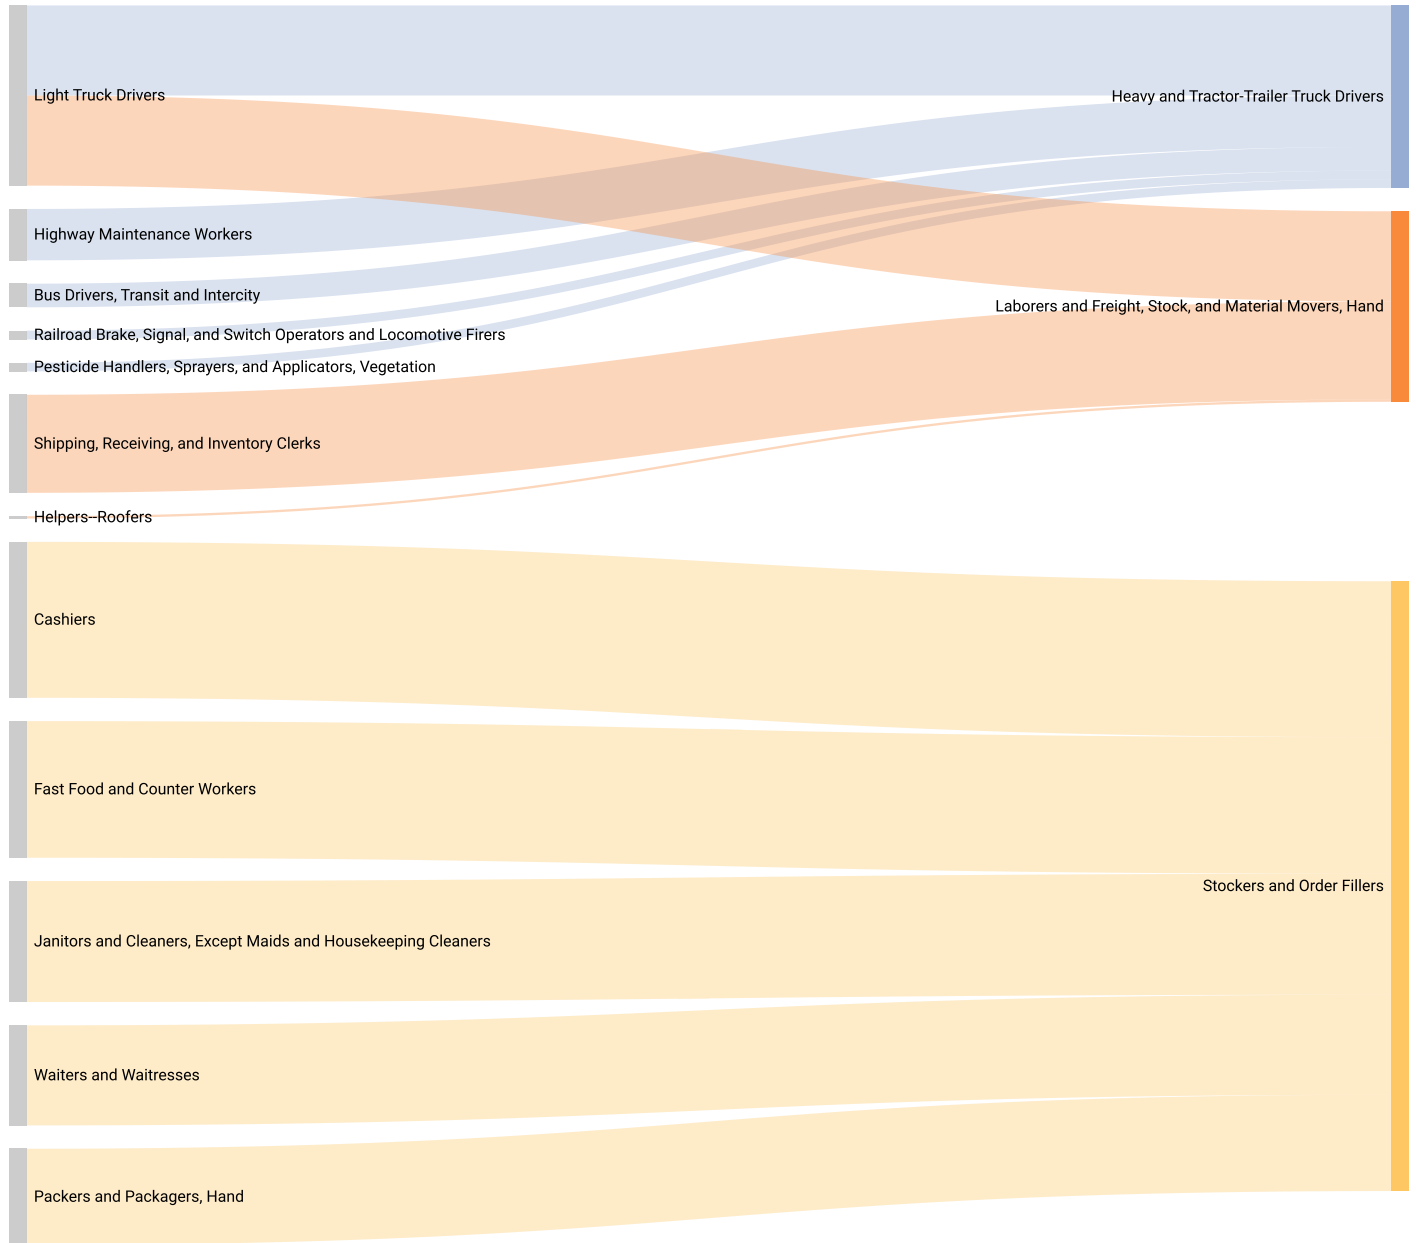 Light Truck Drivers
Heavy and Tractor-Trailer Truck Drivers
Highway Maintenance Workers
Bus Drivers, Transit and Intercity
Laborers and Freight, Stock, and Material Movers, Hand
Railroad Brake, Signal, and Switch Operators and Locomotive Firers
Pesticide Handlers, Sprayers, and Applicators, Vegetation
Shipping, Receiving, and Inventory Clerks
Helpers--Roofers
Cashiers
Fast Food and Counter Workers
Stockers and Order Fillers
Janitors and Cleaners, Except Maids and Housekeeping Cleaners
Waiters and Waitresses
Packers and Packagers, Hand